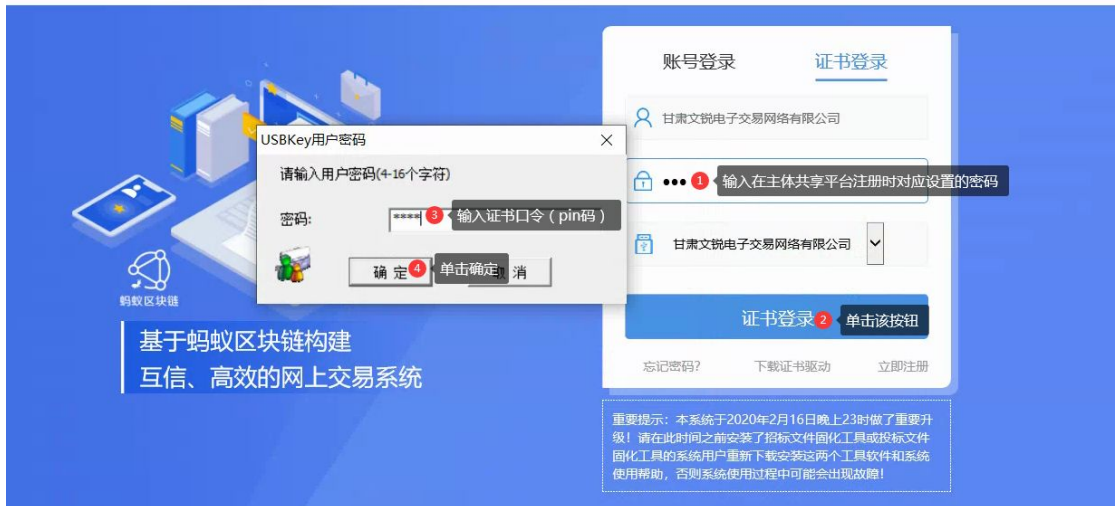 账号登录 证书登录
甘肃文锐电子交易网络有限公司
●●● 1 输入在主体共享平台注册时对应设置的密码
甘肃文锐电子交易网络有限公司
证书登录 2 单击该按钮
忘记密码? 下载证书驱动 立即注册
USBKey用户密码
请输入用户密码(4-16个字符)
密码: **** 3 输入证书口令（pin码）
确定 4 单击确定 消
蚂蚁区块链
基于蚂蚁区块链构建
互信、高效的网上交易系统
重要提示：本系统于2020年2月16日晚上23时做了重要升
级！请在此时间之前安装了招标文件固化工具或投标文件
固化工具的系统用户重新下载安装这两个工具软件和系统
使用帮助，否则系统使用过程中可能会出现故障！